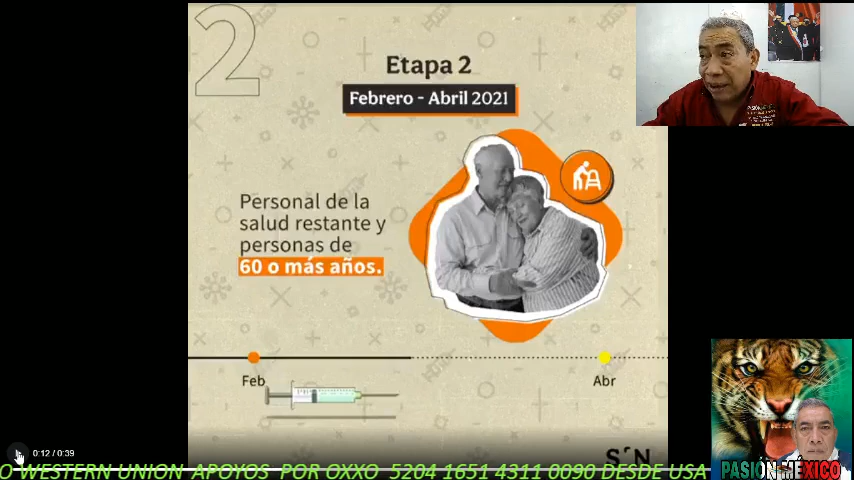 2
Etapa 2
Febrero - Abril 2021
Personal de la
salud restante y
personas de
60 o más años.
Feb
Abr
0:12 / 0:39
O WESTERN UNION APOYOS POR OXXO 5204 1651 4311 0090 DESDE USA
PASIÓN MÉXICO